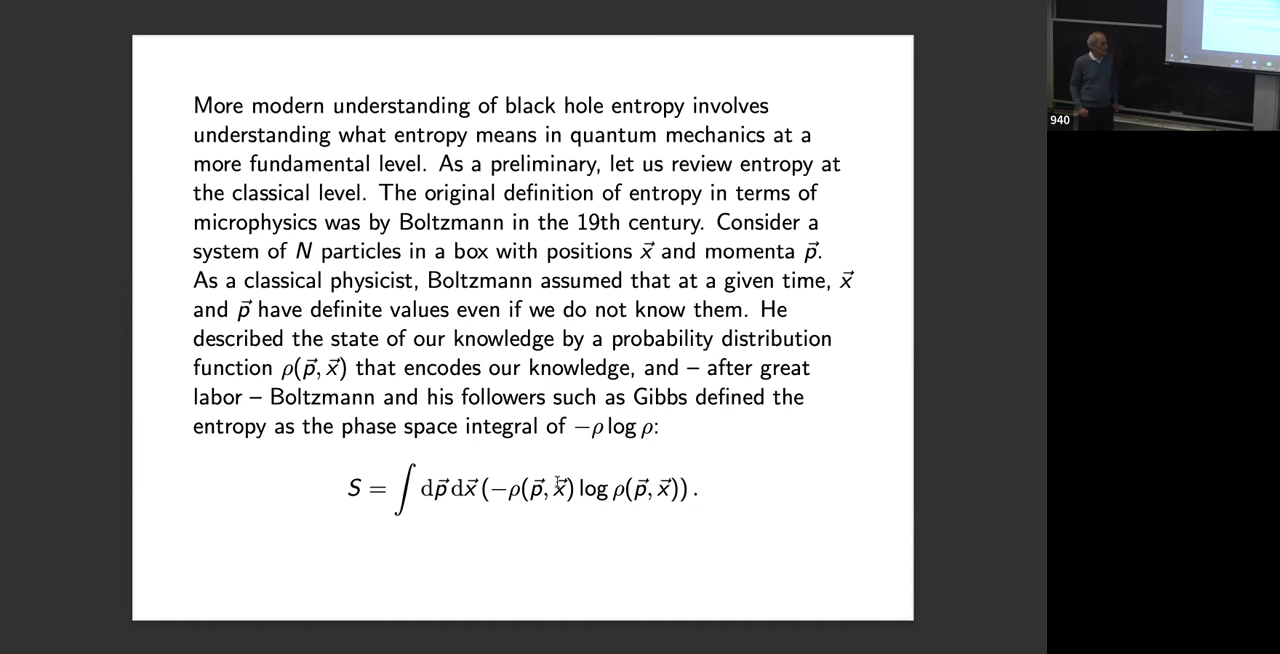 More modern understanding of black hole entropy involves
understanding what entropy means in quantum mechanics at a
more fundamental level. As a preliminary, let us review entropy at
the classical level. The original definition of entropy in terms of
microphysics was by Boltzmann in the 19th century. Consider a
system of N particles in a box with positions x⃗ and momenta p⃗.
As a classical physicist, Boltzmann assumed that at a given time, x⃗
and p⃗ have definite values even if we do not know them. He
described the state of our knowledge by a probability distribution
function ρ(p⃗, x⃗) that encodes our knowledge, and – after great
labor – Boltzmann and his followers such as Gibbs defined the
entropy as the phase space integral of −ρ log ρ:
S = ∫ dp⃗ dx⃗ (−ρ(p⃗, x⃗) log ρ(p⃗, x⃗)) .
940